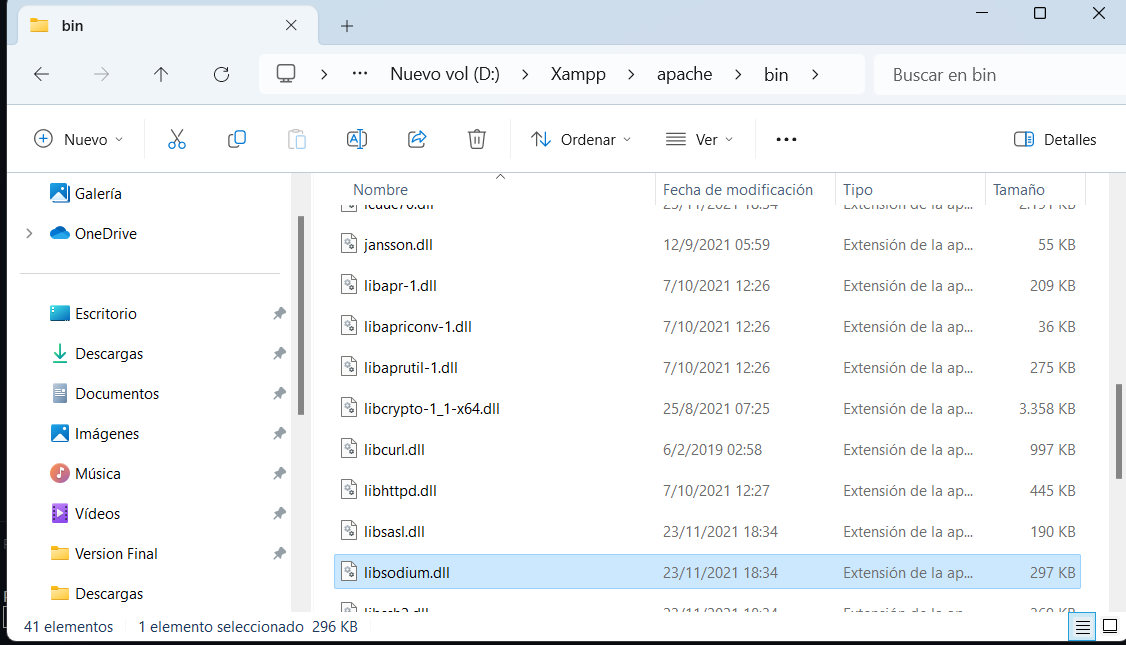 bin
Nuevo vol (D:) > Xampp > apache > bin >
Buscar en bin
Nuevo
Ordenar
Ver
Detalles
Galería
OneDrive
Escritorio
Descargas
Documentos
Imágenes
Música
Vídeos
Version Final
Descargas
Nombre Fecha de modificación Tipo Tamaño
jansson.dll 12/9/2021 05:59 Extensión de la ap... 55 KB
libapr-1.dll 7/10/2021 12:26 Extensión de la ap... 209 KB
libapriconv-1.dll 7/10/2021 12:26 Extensión de la ap... 36 KB
libaprutil-1.dll 7/10/2021 12:26 Extensión de la ap... 275 KB
libcrypto-1_1-x64.dll 25/8/2021 07:25 Extensión de la ap... 3.358 KB
libcurl.dll 6/2/2019 02:58 Extensión de la ap... 997 KB
libhttpd.dll 7/10/2021 12:27 Extensión de la ap... 445 KB
libsasl.dll 23/11/2021 18:34 Extensión de la ap... 190 KB
libsodium.dll 23/11/2021 18:34 Extensión de la ap... 297 KB
41 elementos 1 elemento seleccionado 296 KB